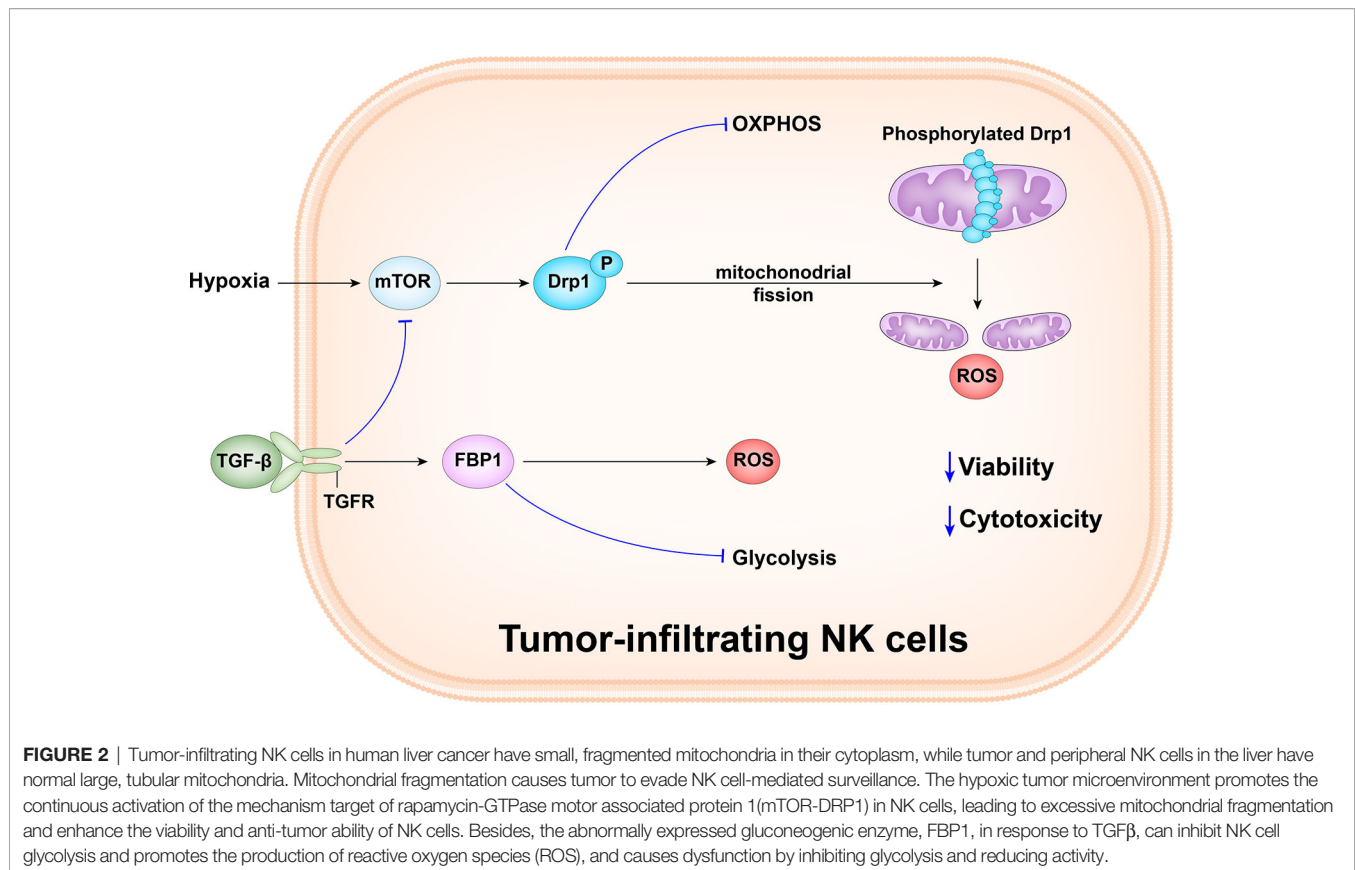 OXPHOS
Phosphorylated Drp1
Hypoxia
mTOR
Drp1
P
mitochonodrial
fission
ROS
TGF-β
TGFR
FBP1
ROS
Viability
Cytotoxicity
Glycolysis
Tumor-infiltrating NK cells
FIGURE 2 | Tumor-infiltrating NK cells in human liver cancer have small, fragmented mitochondria in their cytoplasm, while tumor and peripheral NK cells in the liver have
normal large, tubular mitochondria. Mitochondrial fragmentation causes tumor to evade NK cell-mediated surveillance. The hypoxic tumor microenvironment promotes the
continuous activation of the mechanism target of rapamycin-GTPase motor associated protein 1(mTOR-DRP1) in NK cells, leading to excessive mitochondrial fragmentation
and enhance the viability and anti-tumor ability of NK cells. Besides, the abnormally expressed gluconeogenic enzyme, FBP1, in response to TGFβ, can inhibit NK cell
glycolysis and promotes the production of reactive oxygen species (ROS), and causes dysfunction by inhibiting glycolysis and reducing activity.